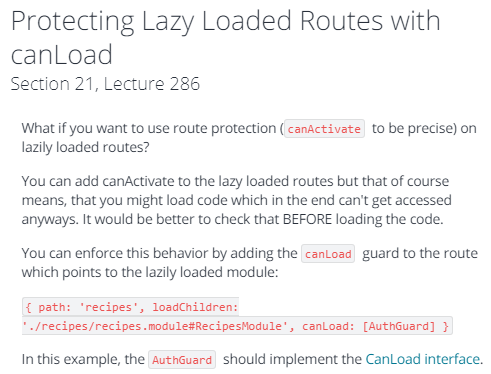 Protecting Lazy Loaded Routes with
canLoad
Section 21, Lecture 286
What if you want to use route protection (canActivate to be precise) on
lazily loaded routes?
You can add canActivate to the lazy loaded routes but that of course
means, that you might load code which in the end can't get accessed
anyways. It would be better to check that BEFORE loading the code.
You can enforce this behavior by adding the canLoad guard to the route
which points to the lazily loaded module:
{ path: 'recipes', loadChildren:
'./recipes/recipes.module#RecipesModule', canLoad: [AuthGuard] }
In this example, the AuthGuard should implement the CanLoad interface.